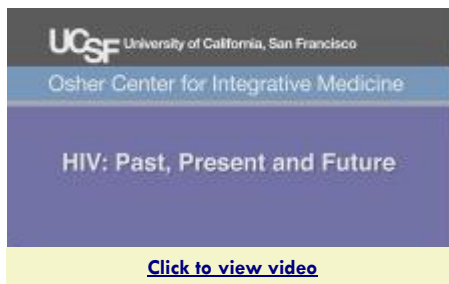 UCSF University of California, San Francisco
Osher Center for Integrative Medicine
HIV: Past, Present and Future
Click to view video